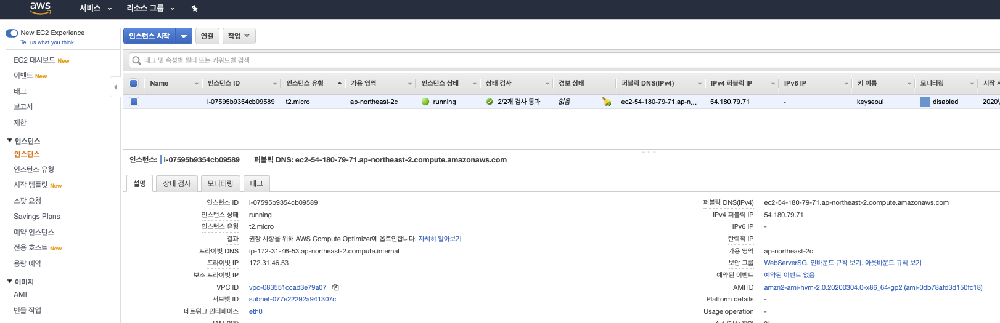 aws 서비스 리소스 그룹
New EC2 Experience
Tell us what you think
EC2 대시보드 New
이벤트 New
태그
보고서
제한
인스턴스
인스턴스
인스턴스 유형
시작 템플릿 New
스팟 요청
Savings Plans
예약 인스턴스
전용 호스트 New
용량 예약
이미지
AMI
번들 작업
인스턴스 시작 연결 작업
태그 및 속성별 필터 또는 키워드별 검색
Name 인스턴스 ID 인스턴스 유형 가용 영역 인스턴스 상태 상태 검사 경보 상태 퍼블릭 DNS(IPv4) IPv4 퍼블릭 IP IPv6 IP 키 이름 모니터링 시작 시
i-07595b9354cb09589 t2.micro ap-northeast-2c running 2/2개 검사 통과 없음 ec2-54-180-79-71.ap-n... 54.180.79.71 - keyseoul disabled 2020년
인스턴스: i-07595b9354cb09589 퍼블릭 DNS: ec2-54-180-79-71.ap-northeast-2.compute.amazonaws.com
설명 상태 검사 모니터링 태그
인스턴스 ID i-07595b9354cb09589
인스턴스 상태 running
인스턴스 유형 t2.micro
결과 권장 사항을 위해 AWS Compute Optimizer에 옵트인합니다. 자세히 알아보기
프라이빗 DNS ip-172-31-46-53.ap-northeast-2.compute.internal
프라이빗 IP 172.31.46.53
보조 프라이빗 IP
VPC ID vpc-083551ccad3e79a07
서브넷 ID subnet-077e22292a941307c
네트워크 인터페이스 eth0
IAM 역할
퍼블릭 DNS(IPv4) ec2-54-180-79-71.ap-northeast-2.compute.amazonaws.com
IPv4 퍼블릭 IP 54.180.79.71
IPv6 IP -
탄력적 IP
가용 영역 ap-northeast-2c
보안 그룹 WebServerSG. 인바운드 규칙 보기. 아웃바운드 규칙 보기
예약된 이벤트 예약된 이벤트 없음
AMI ID amzn2-ami-hvm-2.0.20200304.0-x86_64-gp2 (ami-0db78afd3d150fc18)
Platform details -
Usage operation -